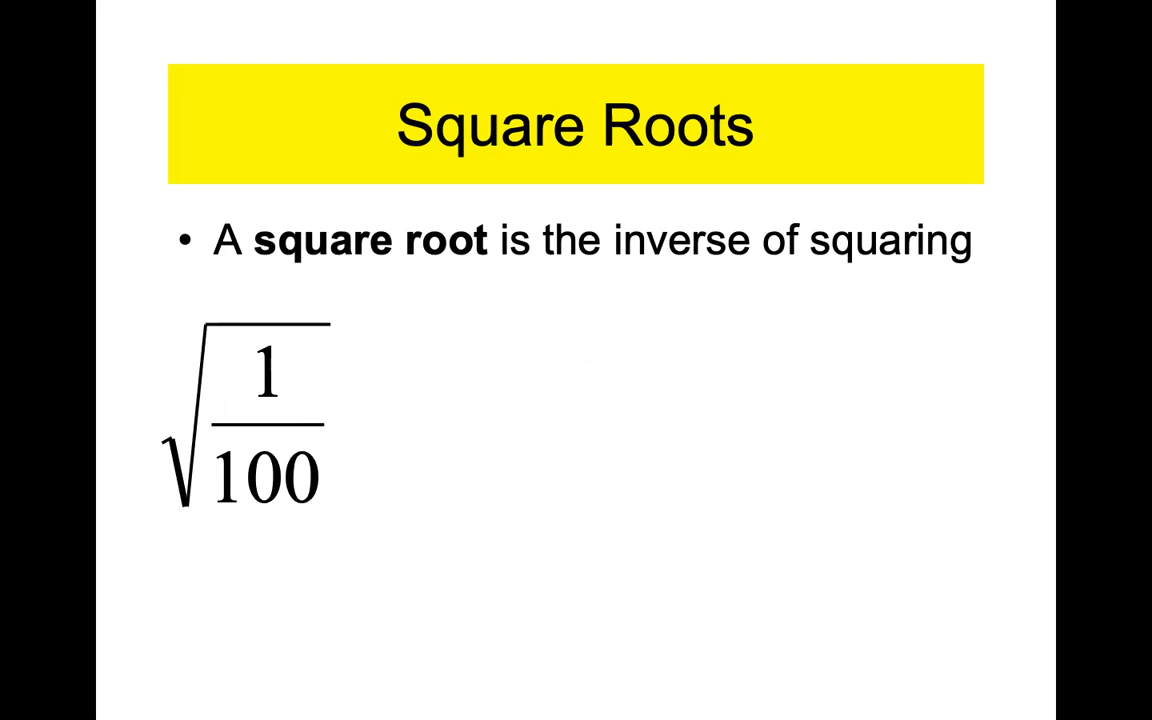 Square Roots
• A square root is the inverse of squaring
√(1/100)